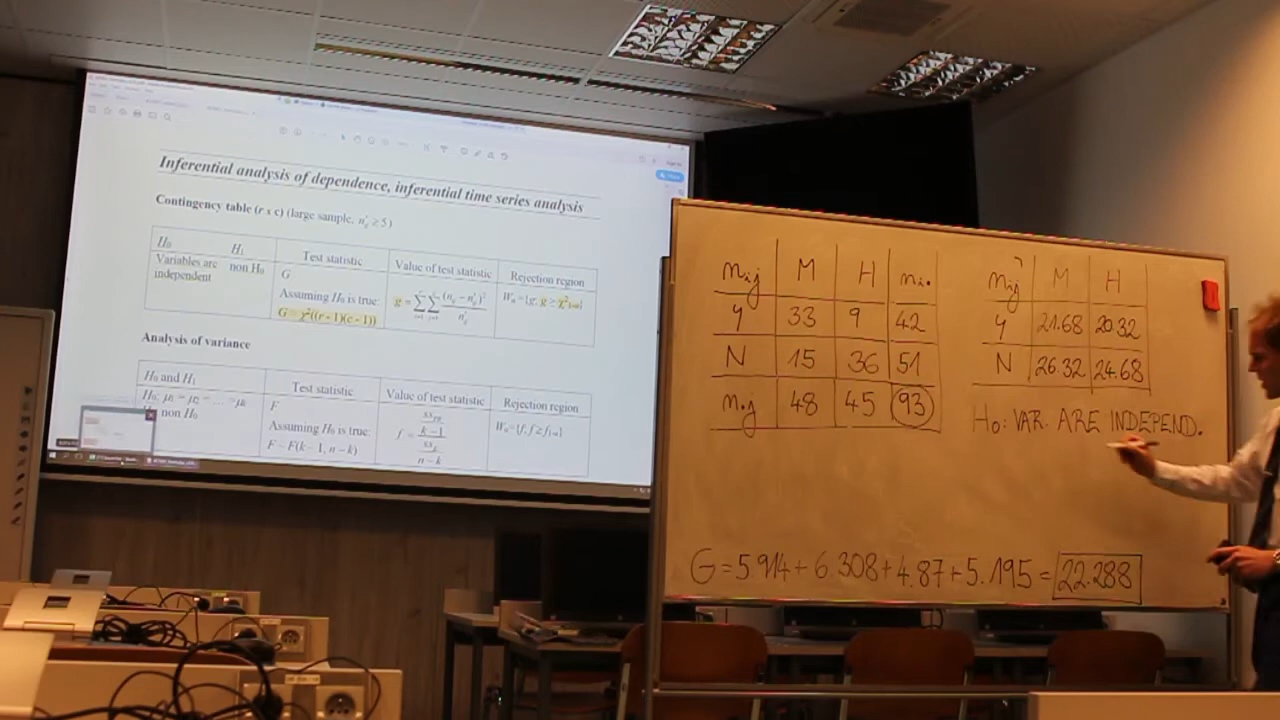 Inferential analysis of dependence, inferential time series analysis
Contingency table (r x c) (large sample, n'ij ≥ 5)
H0 H1 Test statistic Value of test statistic Rejection region
Variables are independent non H0
G
Assuming H0 is true:
G ~ χ²((r - 1)(c - 1))
Analysis of variance
H0 and H1 Test statistic Value of test statistic Rejection region
non H0
F
Assuming H0 is true:
F ~ F(k - 1, n - k)
nij M H ni.
Y 33 9 42
N 15 36 51
n.j 48 45 93
n'ij M H
Y 21.68 20.32
N 26.32 24.68
H0: VAR. ARE INDEPEND.
G = 5.914 + 6.308 + 4.87 + 5.195 = 22.288